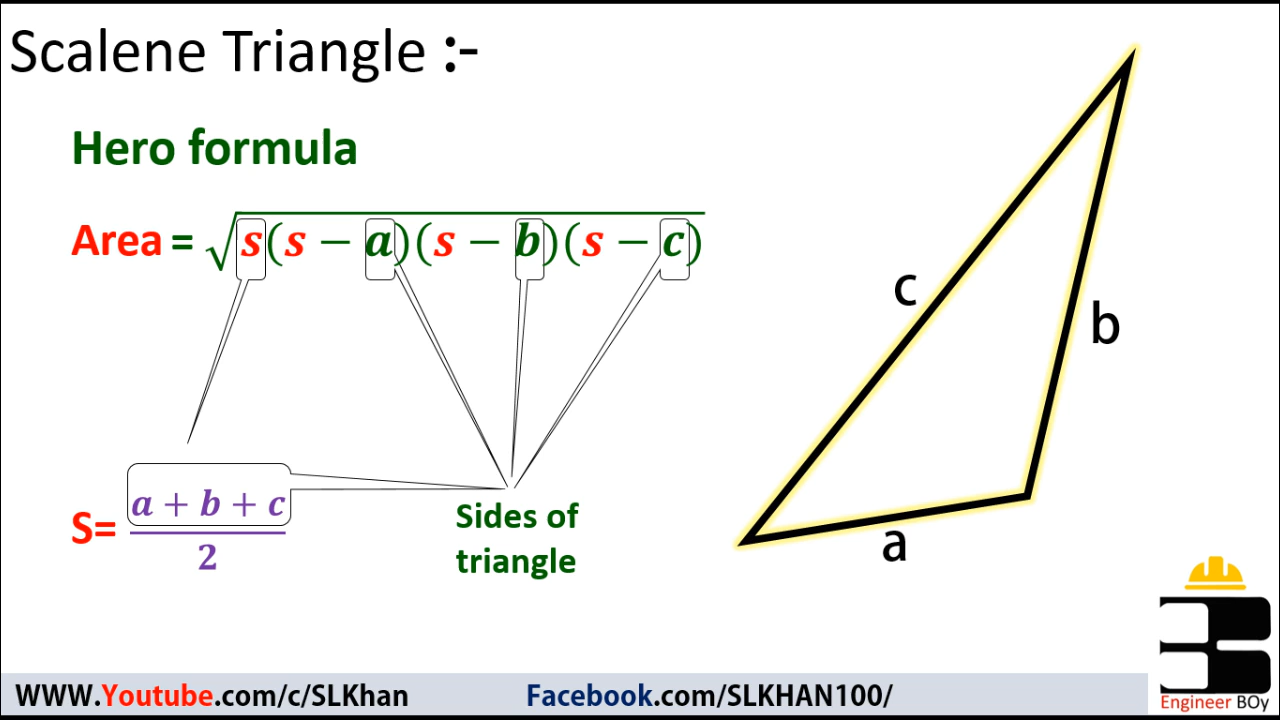 Scalene Triangle :-
Hero formula
Area = √s(s − a)(s − b)(s − c)
S= a + b + c
2
Sides of
triangle
c
b
a
WWW.Youtube.com/c/SLKhan
Facebook.com/SLKHAN100/
Engineer BOy